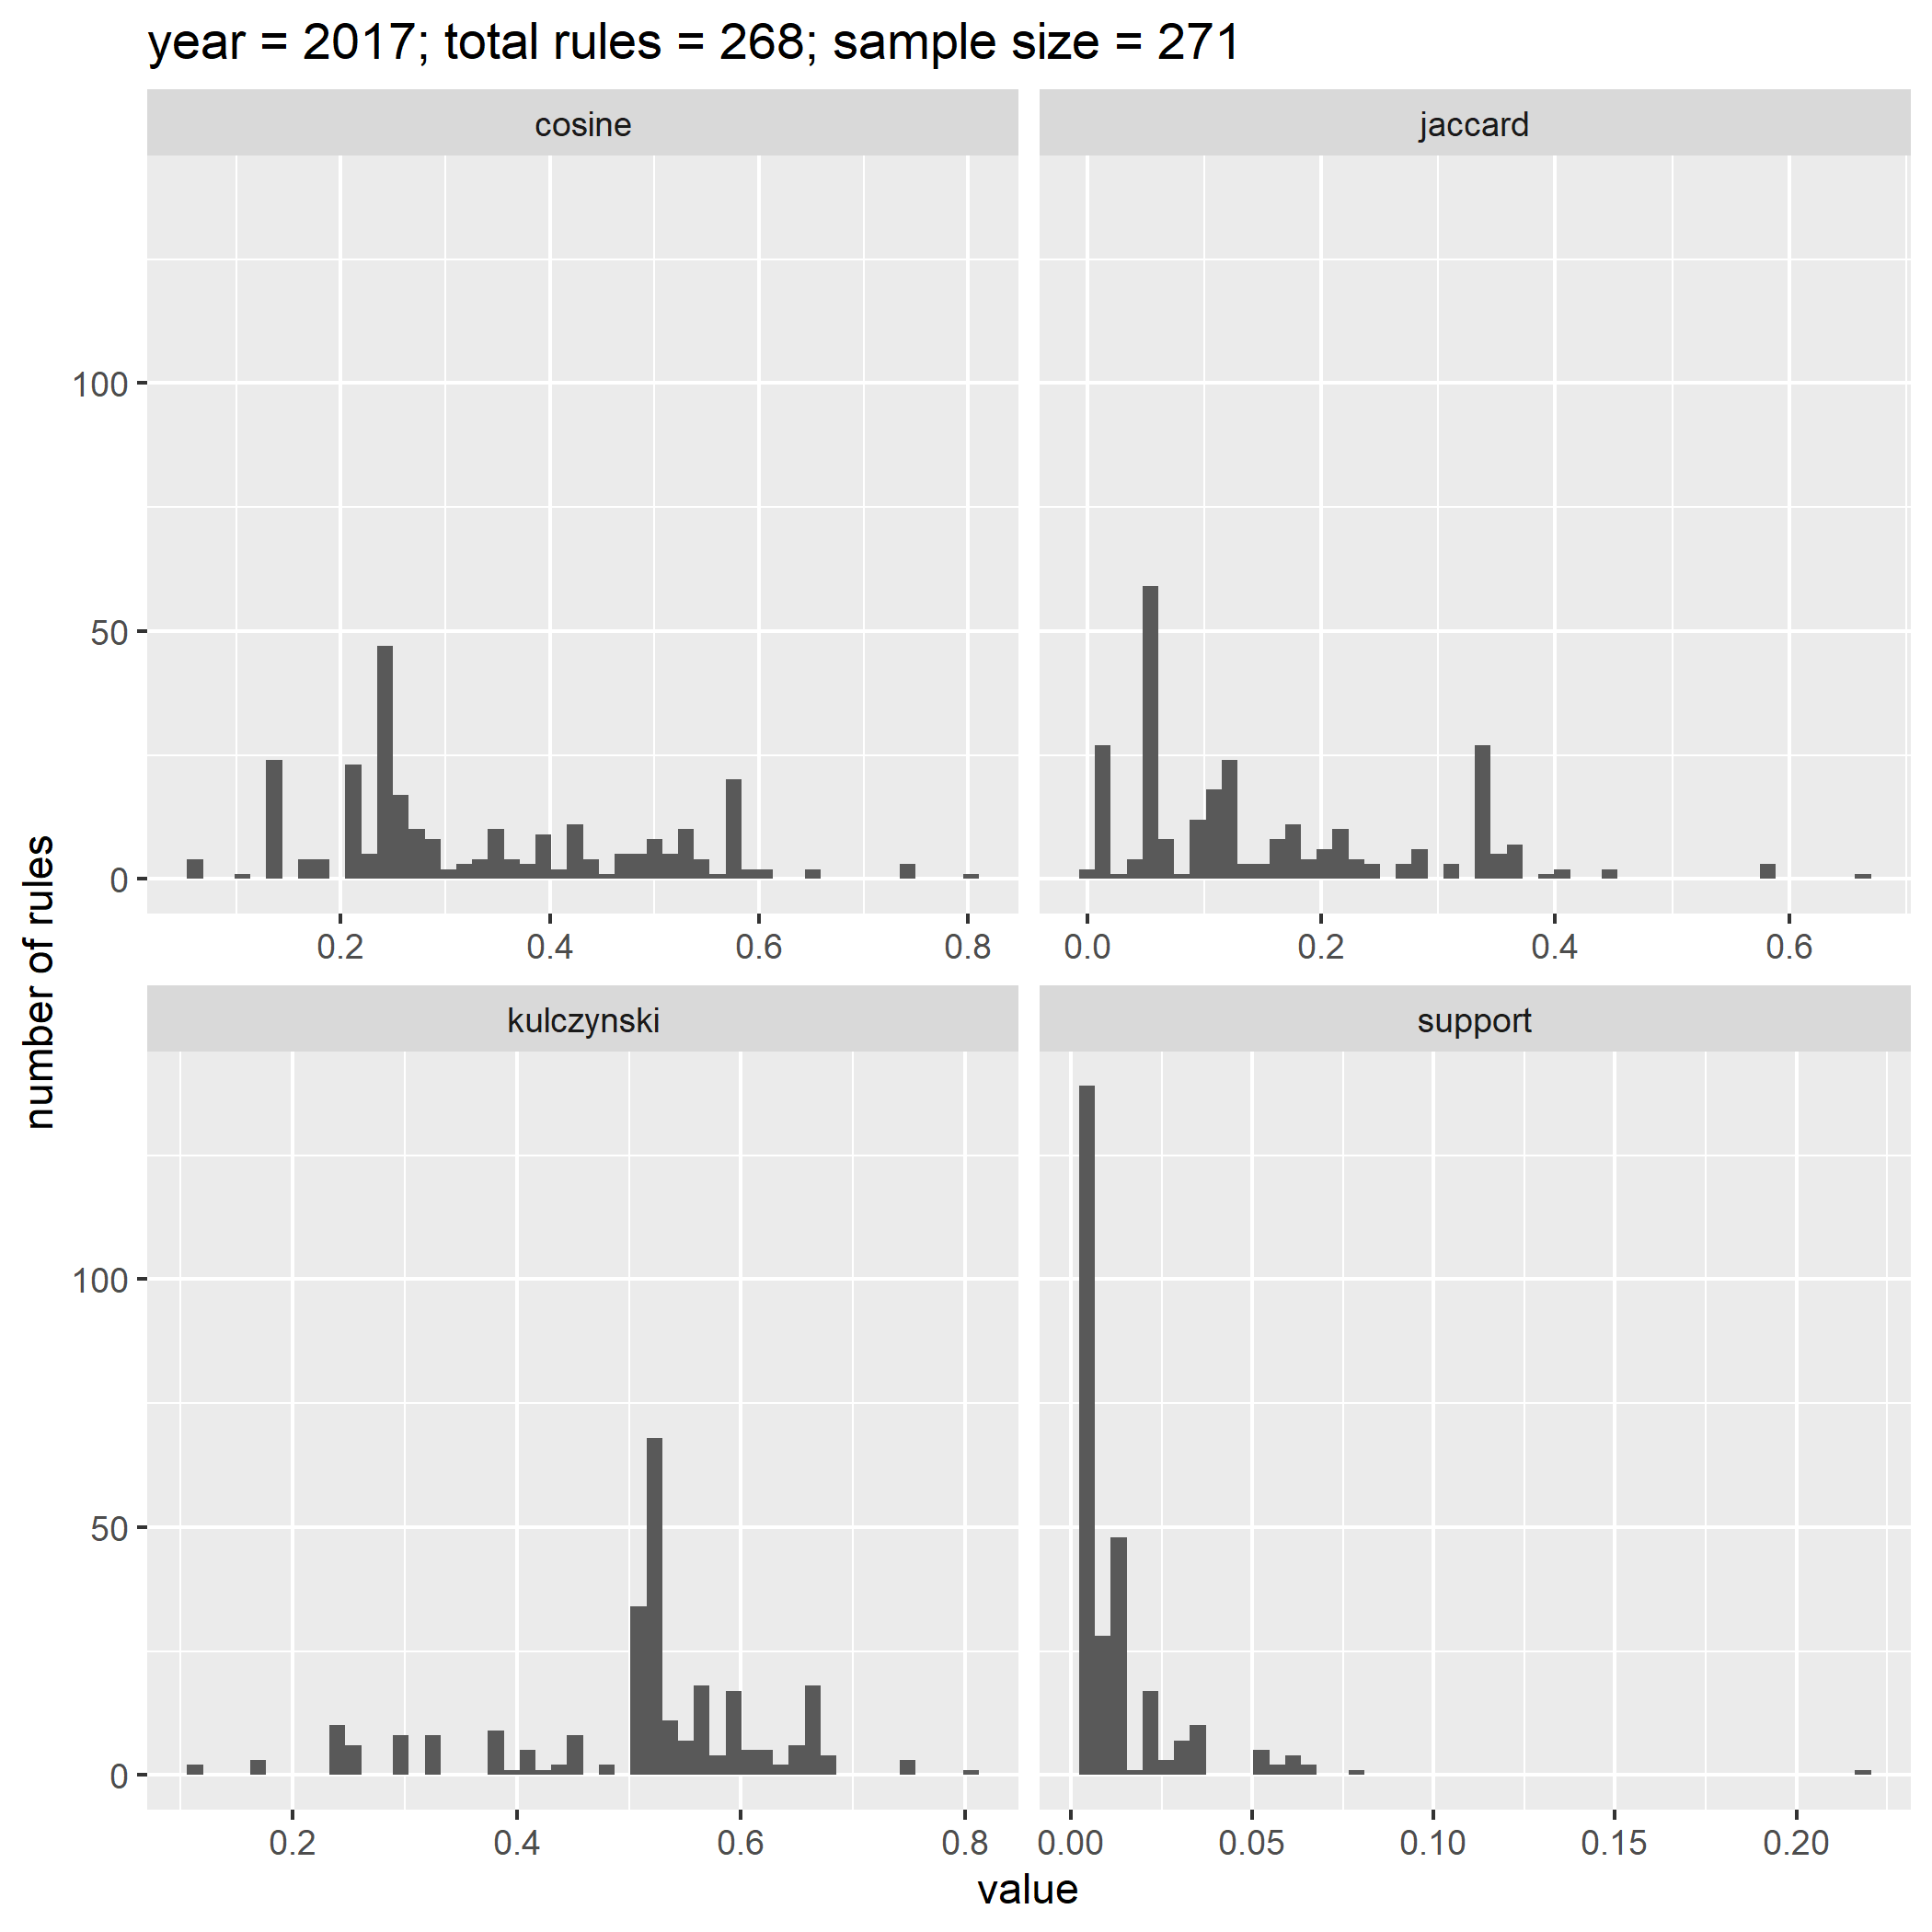 year = 2017; total rules = 268; sample size = 271
cosine
jaccard
100
50
0
0.2 0.4 0.6 0.8
0.0 0.2 0.4 0.6
number of rules
kulczynski
support
100
50
0
0.2 0.4 0.6 0.8
0.00 0.05 0.10 0.15 0.20
value